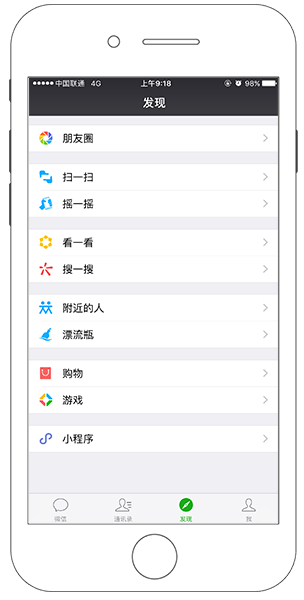 中国联通 4G 上午9:18 98%
发现
朋友圈
扫一扫
摇一摇
看一看
搜一搜
附近的人
漂流瓶
购物
游戏
小程序
微信 通讯录 发现 我